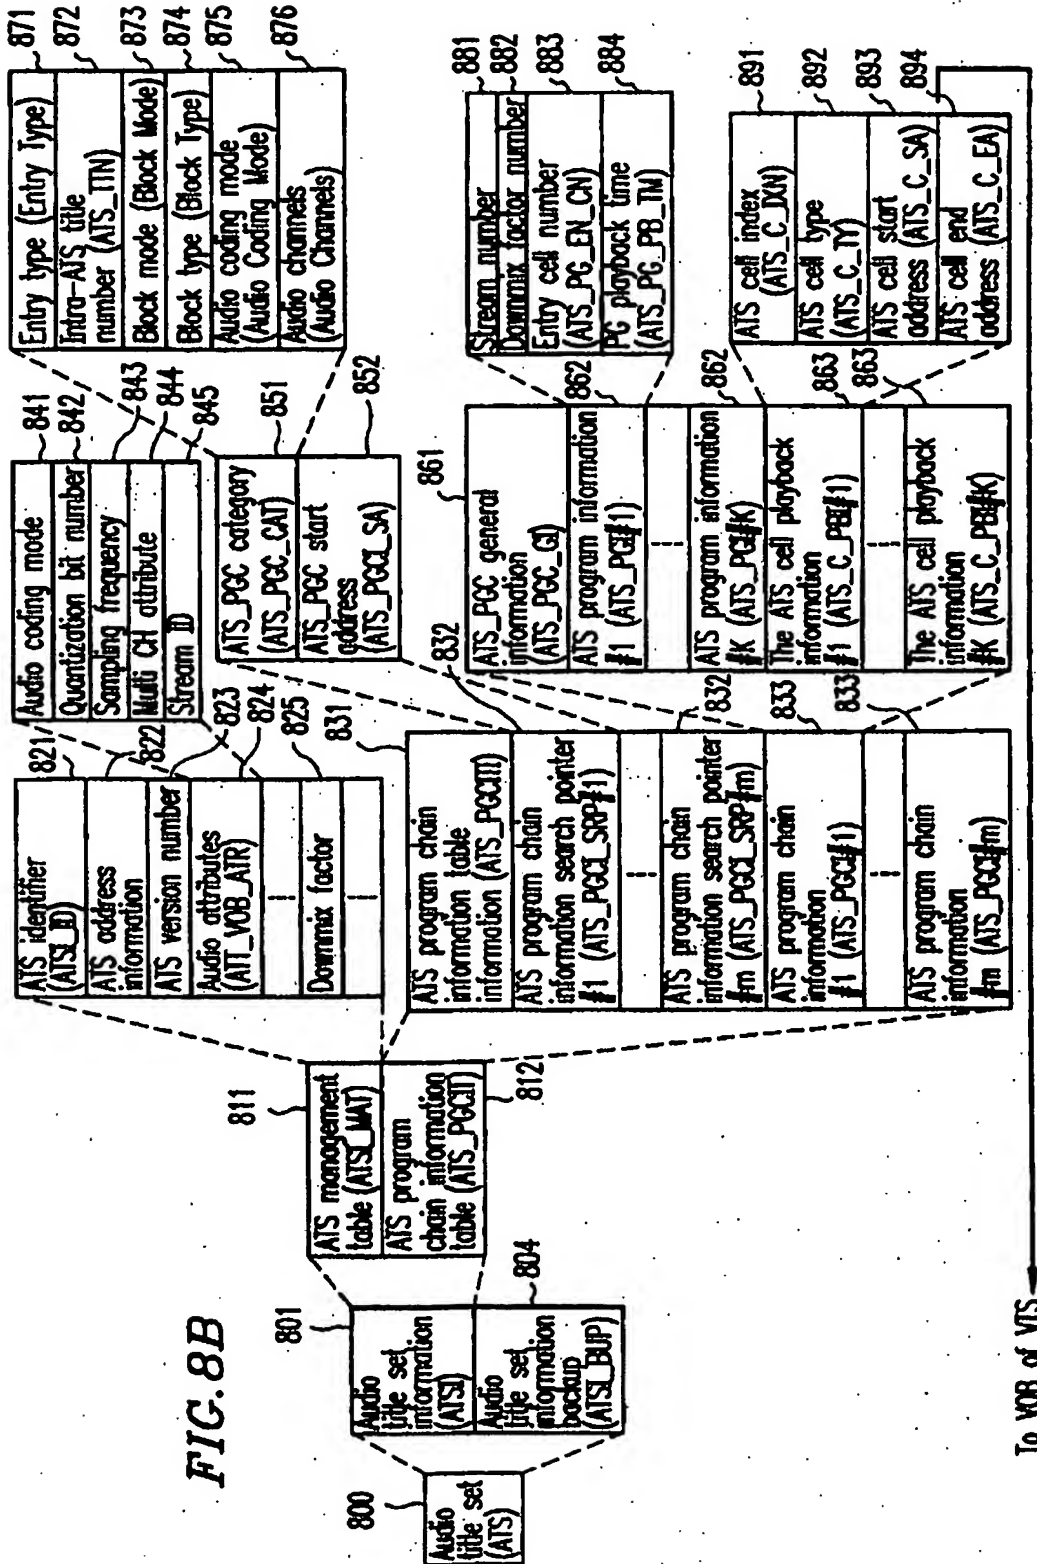 FIG.8B
800
Audio
title set
(ATS)
801
Audio
title set
information
(ATSI)
Audio
title set
information
backup
(ATSI_BUP)
804
811
ATS management
table (ATSI_MAT)
ATS program
chain information
table (ATS_PGCIT)
812
821
ATS identifier
(ATSI_ID)
822
ATS address
information
823
ATS version number
824
Audio attributes
(ATT_VOB_ATR)
825
Downmix factor
831
ATS program chain
information table
information (ATS_PGCITI)
832
ATS program chain
information search pointer
#1 (ATS_PGCI_SRP#1)
832
ATS program chain
information search pointer
#m (ATS_PGCI_SRP#m)
833
ATS program chain
information
#1 (ATS_PGCI#1)
833
ATS program chain
information
#m (ATS_PGCI#m)
841
Audio coding mode
842
Quantization bit number
843
Sampling frequency
844
Multi CH attribute
845
Stream ID
851
ATS_PGC category
(ATS_PGC_CAT)
852
ATS_PGC start
address
(ATS_PGCI_SA)
861
ATS_PGC general
information
(ATS_PGC_GI)
862
ATS program information
#1 (ATS_PGI#1)
862
ATS program information
#K (ATS_PGI#K)
863
The ATS cell playback
information
#1 (ATS_C_PBI#1)
863
The ATS cell playback
information
#K (ATS_C_PBI#K)
871
Entry type (Entry Type)
872
Intra-ATS title
number (ATS_TTN)
873
Block mode (Block Mode)
874
Block type (Block Type)
875
Audio coding mode
(Audio Coding Mode)
876
Audio channels
(Audio Channels)
881
Stream number
882
Downmix factor number
883
Entry cell number
(ATS_PG_EN_CN)
884
PG playback time
(ATS_PG_PB_TM)
891
ATS cell index
(ATS_C_IXN)
892
ATS cell type
(ATS_C_TY)
893
ATS cell start
address (ATS_C_SA)
894
ATS cell end
address (ATS_C_EA)
To VOB of VTS